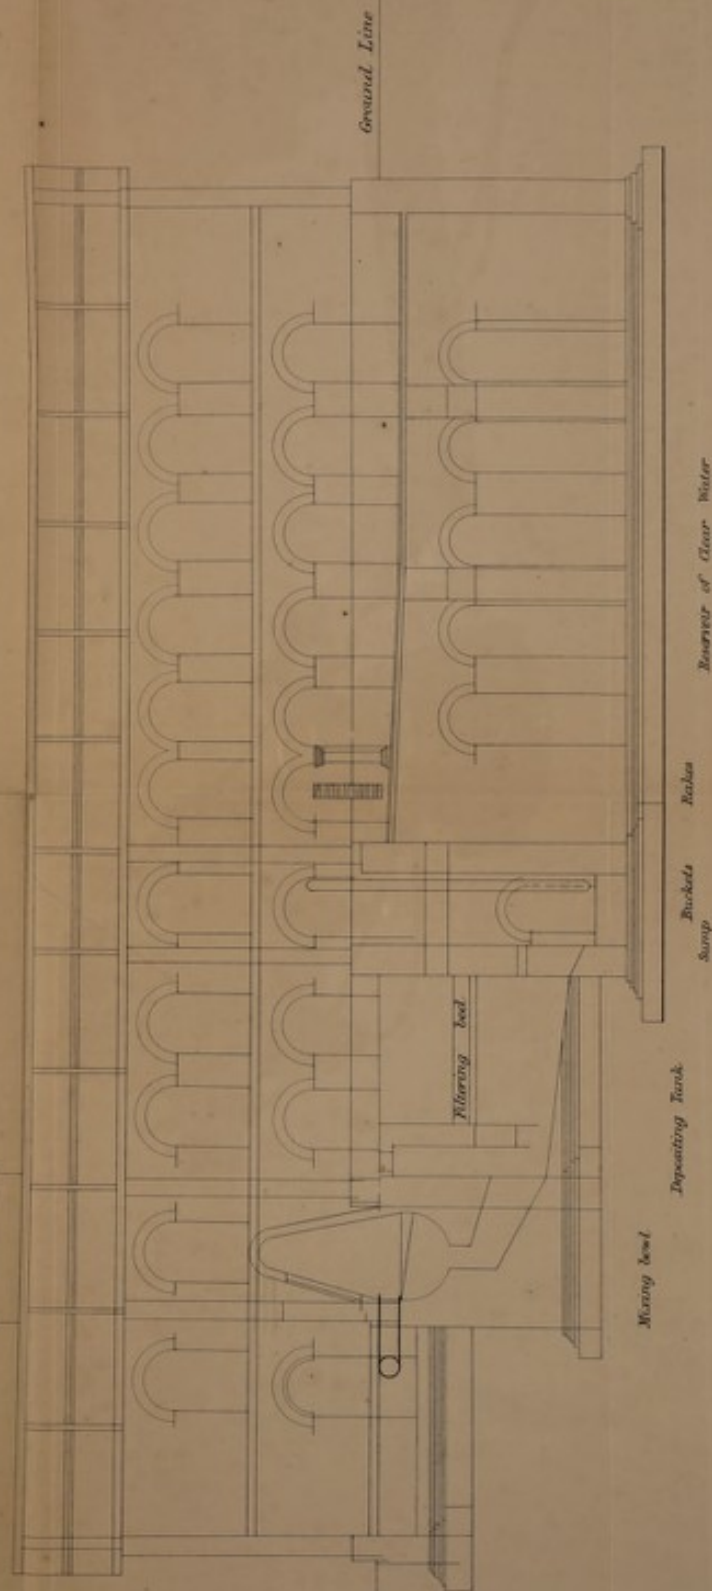 Ground Line
Filtering bed
Mixing bowl
Depositing Tank
Buckets
Sump
Rakes
Reservoir of Clear Water